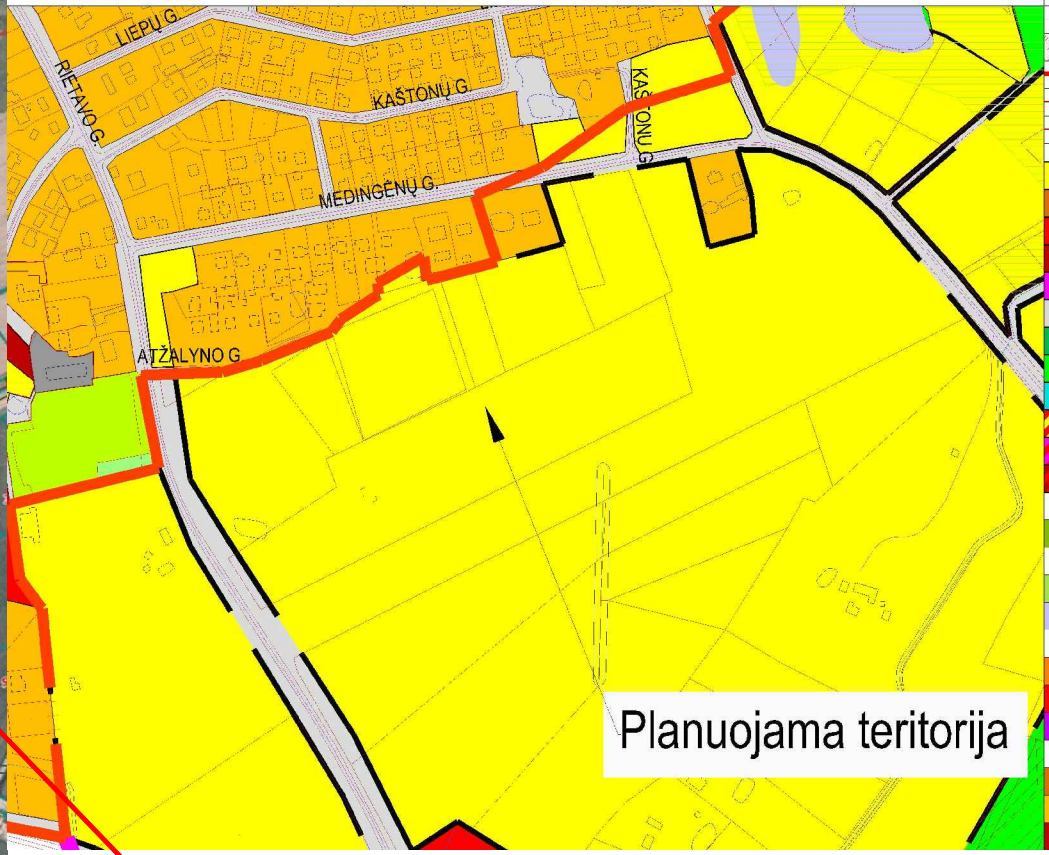 LIEPŲ G.
RIETAVO G.
KAŠTONŲ G.
KAŠTONŲ G
MEDINGĖNŲ G.
ATŽALYNO G
Planuojama teritorija